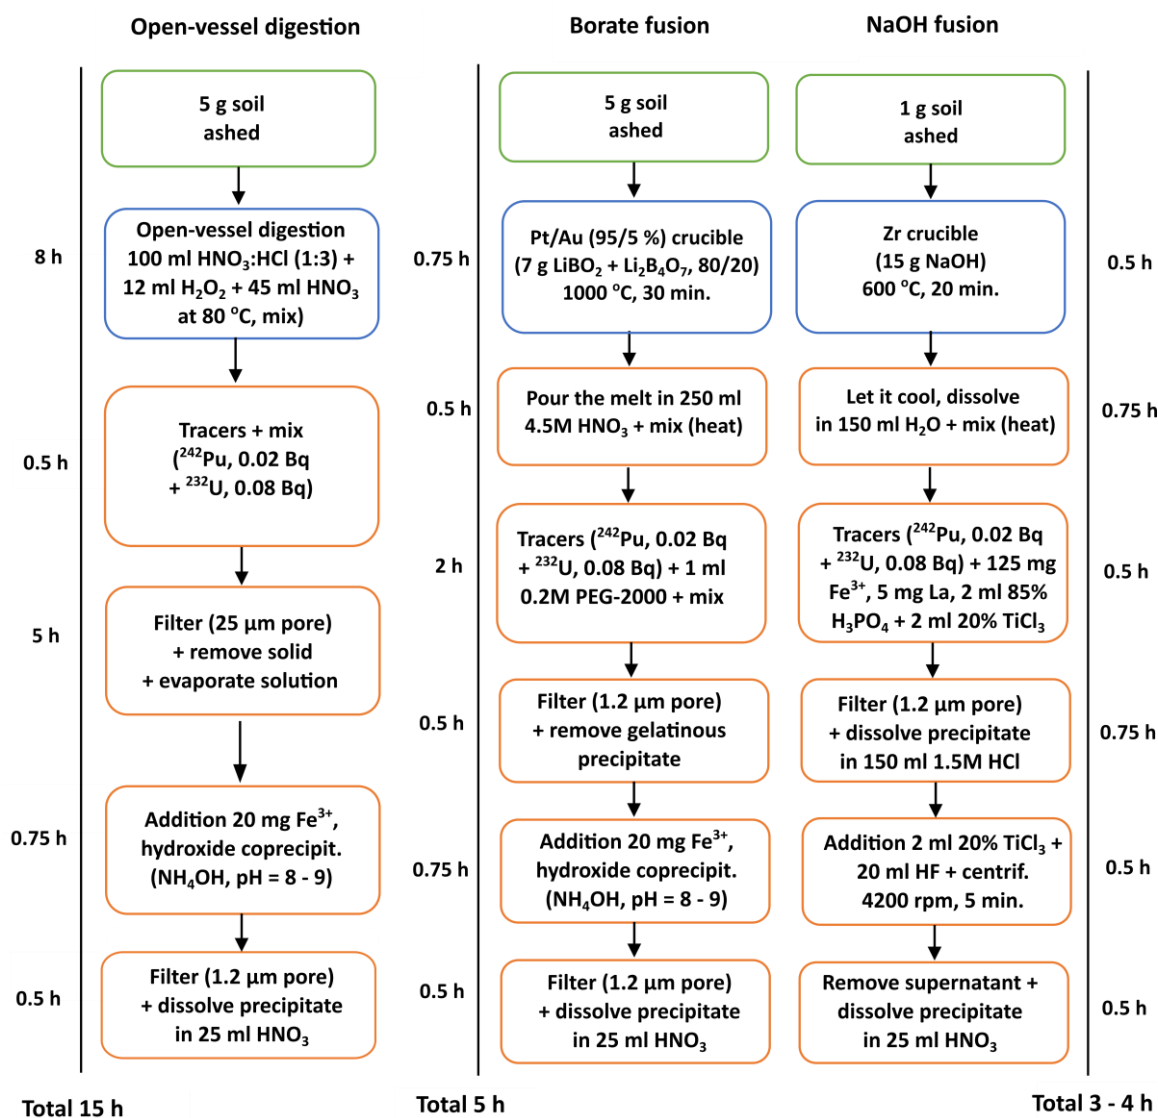 Open-vessel digestion
5 g soil
ashed
8 h
Open-vessel digestion
100 ml HNO₃:HCl (1:3) +
12 ml H₂O₂ + 45 ml HNO₃
at 80 °C, mix)
0.5 h
Tracers + mix
(²⁴²Pu, 0.02 Bq
+ ²³²U, 0.08 Bq)
5 h
Filter (25 µm pore)
+ remove solid
+ evaporate solution
0.75 h
Addition 20 mg Fe³⁺,
hydroxide coprecipit.
(NH₄OH, pH = 8 - 9)
0.5 h
Filter (1.2 µm pore)
+ dissolve precipitate
in 25 ml HNO₃
Total 15 h
Borate fusion
5 g soil
ashed
0.75 h
Pt/Au (95/5 %) crucible
(7 g LiBO₂ + Li₂B₄O₇, 80/20)
1000 °C, 30 min.
0.5 h
Pour the melt in 250 ml
4.5M HNO₃ + mix (heat)
2 h
Tracers (²⁴²Pu, 0.02 Bq
+ ²³²U, 0.08 Bq) + 1 ml
0.2M PEG-2000 + mix
0.5 h
Filter (1.2 µm pore)
+ remove gelatinous
precipitate
0.75 h
Addition 20 mg Fe³⁺,
hydroxide coprecipit.
(NH₄OH, pH = 8 - 9)
0.5 h
Filter (1.2 µm pore)
+ dissolve precipitate
in 25 ml HNO₃
Total 5 h
NaOH fusion
1 g soil
ashed
Zr crucible
(15 g NaOH)
600 °C, 20 min.
0.5 h
Let it cool, dissolve
in 150 ml H₂O + mix (heat)
0.75 h
Tracers (²⁴²Pu, 0.02 Bq
+ ²³²U, 0.08 Bq) + 125 mg
Fe³⁺, 5 mg La, 2 ml 85%
H₃PO₄ + 2 ml 20% TiCl₃
0.5 h
Filter (1.2 µm pore)
+ dissolve precipitate
in 150 ml 1.5M HCl
0.75 h
Addition 2 ml 20% TiCl₃ +
20 ml HF + centrif.
4200 rpm, 5 min.
0.5 h
Remove supernatant +
dissolve precipitate
in 25 ml HNO₃
0.5 h
Total 3 - 4 h